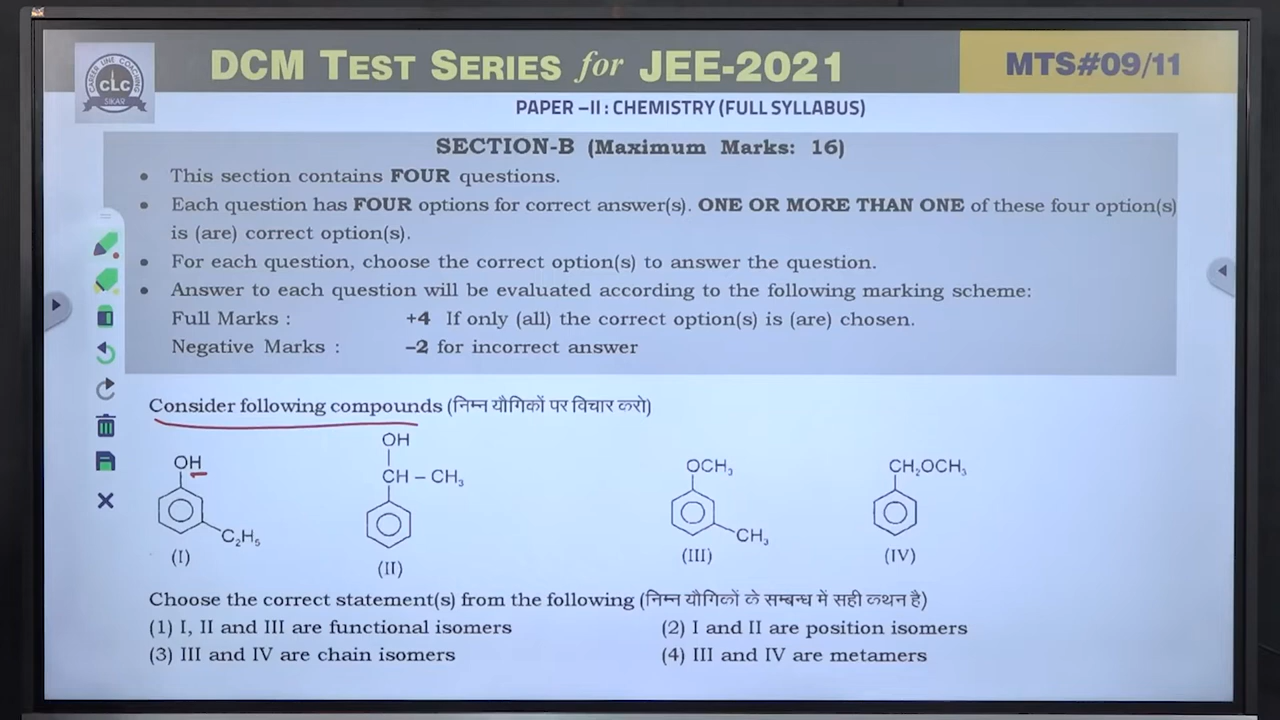 CAREER LINE COACHING
CLC
SIKAR
DCM TEST SERIES for JEE-2021
MTS#09/11
PAPER –II : CHEMISTRY (FULL SYLLABUS)
SECTION-B (Maximum Marks: 16)
• This section contains FOUR questions.
• Each question has FOUR options for correct answer(s). ONE OR MORE THAN ONE of these four option(s)
is (are) correct option(s).
• For each question, choose the correct option(s) to answer the question.
• Answer to each question will be evaluated according to the following marking scheme:
Full Marks : +4 If only (all) the correct option(s) is (are) chosen.
Negative Marks : –2 for incorrect answer
Consider following compounds (निम्न यौगिकों पर विचार करो)
OH
C₂H₅
(I)
OH
CH – CH₃
(II)
OCH₃
CH₃
(III)
CH₂OCH₃
(IV)
Choose the correct statement(s) from the following (निम्न यौगिकों के सम्बन्ध में सही कथन है)
(1) I, II and III are functional isomers (2) I and II are position isomers
(3) III and IV are chain isomers (4) III and IV are metamers